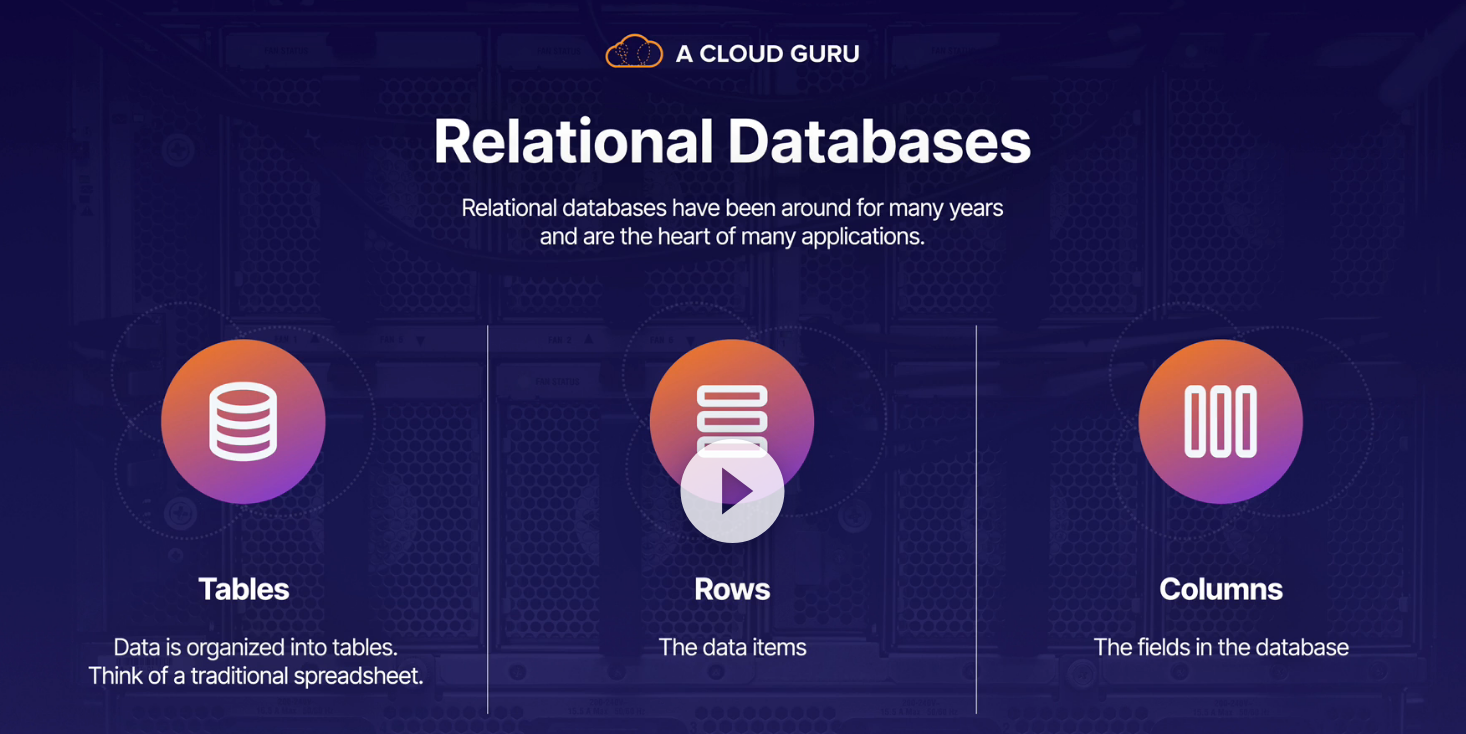 A CLOUD GURU
Relational Databases
Relational databases have been around for many years
and are the heart of many applications.
Tables
Data is organized into tables.
Think of a traditional spreadsheet.
Rows
The data items
Columns
The fields in the database